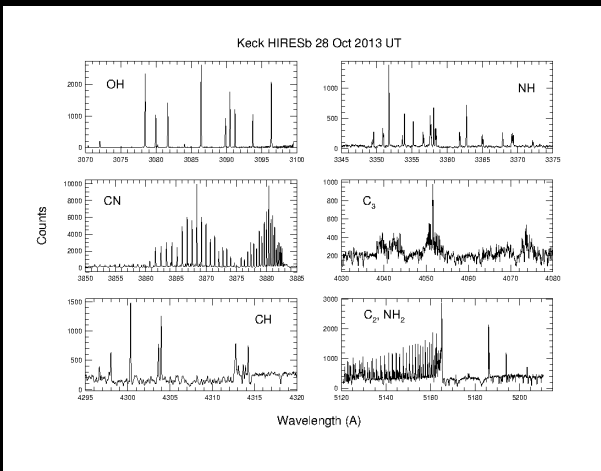 Keck HIRESb 28 Oct 2013 UT
OH
2000
1000
0
3070 3075 3080 3085 3090 3095 3100
NH
1000
500
0
3345 3350 3355 3360 3365 3370 3375
CN
10000
8000
6000
4000
2000
0
3850 3855 3860 3865 3870 3875 3880 3885
C3
1000
800
600
400
200
0
4030 4040 4050 4060 4070 4080
CH
1500
1000
500
0
4295 4300 4305 4310 4315 4320
C2, NH2
3000
2000
1000
0
5120 5140 5160 5180 5200
Counts
Wavelength (A)